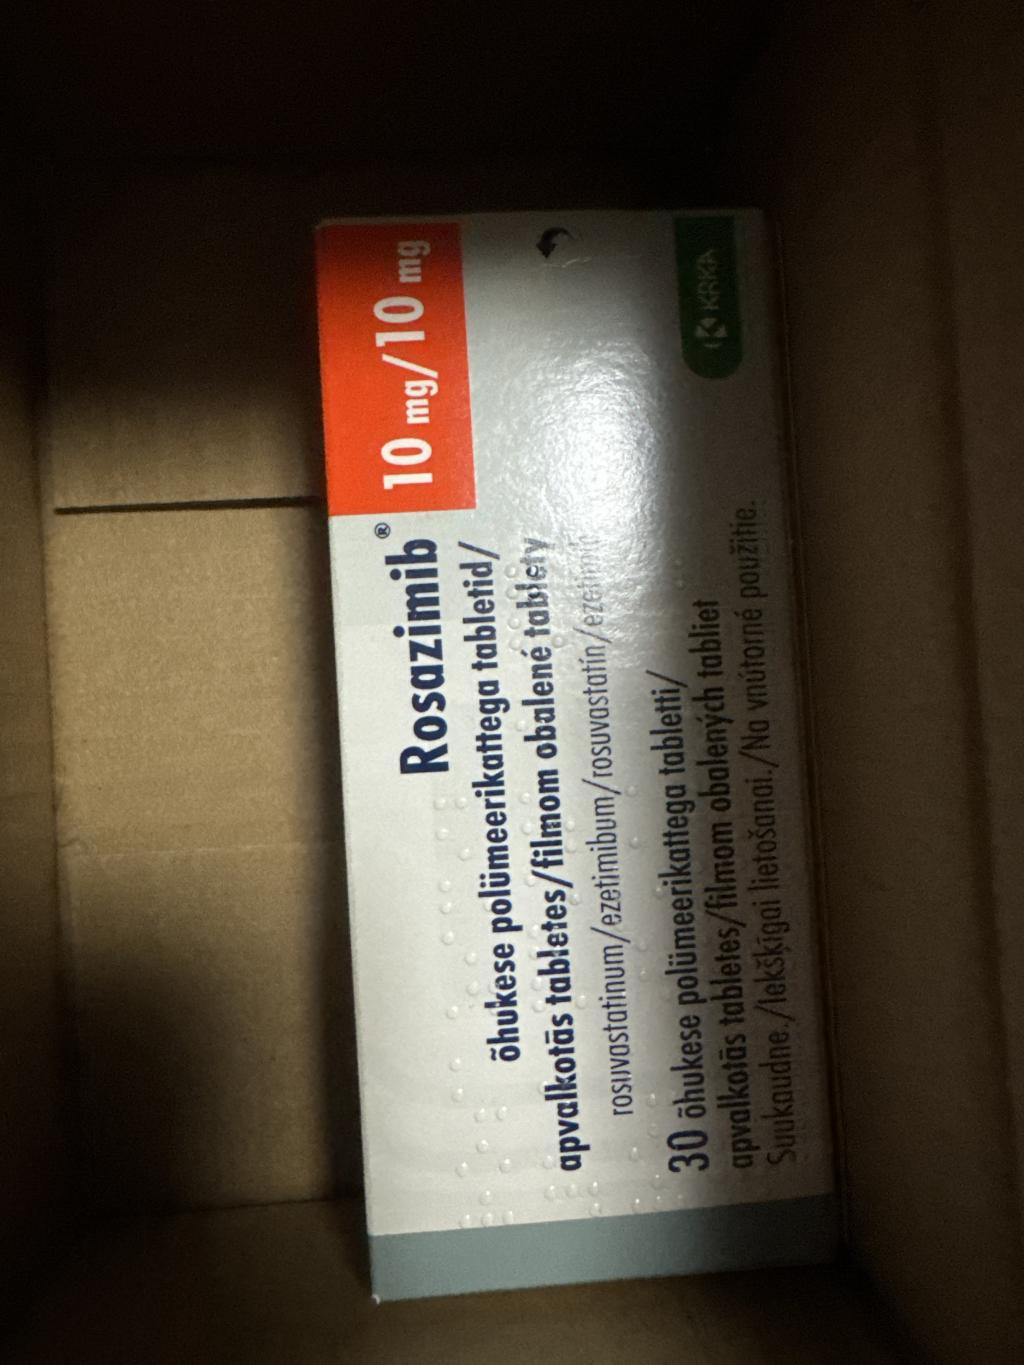 Rosazimib® 10 mg/10 mg
õhukese polümeerikattega tabletid/
apvalkotās tabletes/filmom obalené tablety
rosuvastatinum/ezetimibum/rosuvastatín/ezetimib
30 õhukese polümeerikattega tabletti/
apvalkotās tabletes/filmom obalených tabliet
Suukaudne./Iekšķīgai lietošanai./Na vnútorné použitie.
KRKA